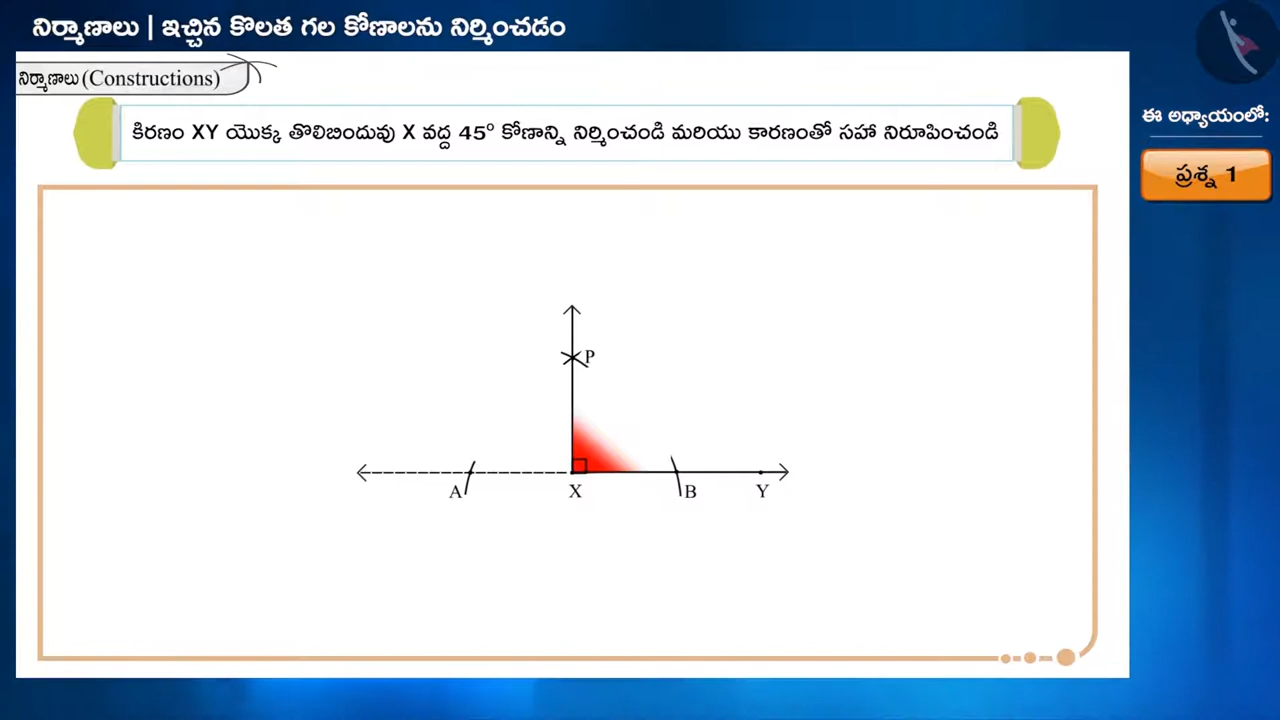 నిర్మాణాలు | ఇచ్చిన కొలత గల కోణాలను నిర్మించడం
నిర్మాణాలు (Constructions)
కిరణం XY యొక్క తొలిబిందువు X వద్ద 45° కోణాన్ని నిర్మించండి మరియు కారణంతో సహా నిరూపించండి
ఈ అధ్యాయంలో:
ప్రశ్న 1
P
A X B Y